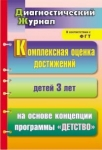 Диагностический
Журнал
В соответствии с
ФГТ
Комплексная оценка
достижений
детей 3 лет
на основе концепции
программы «ДЕТСТВО»